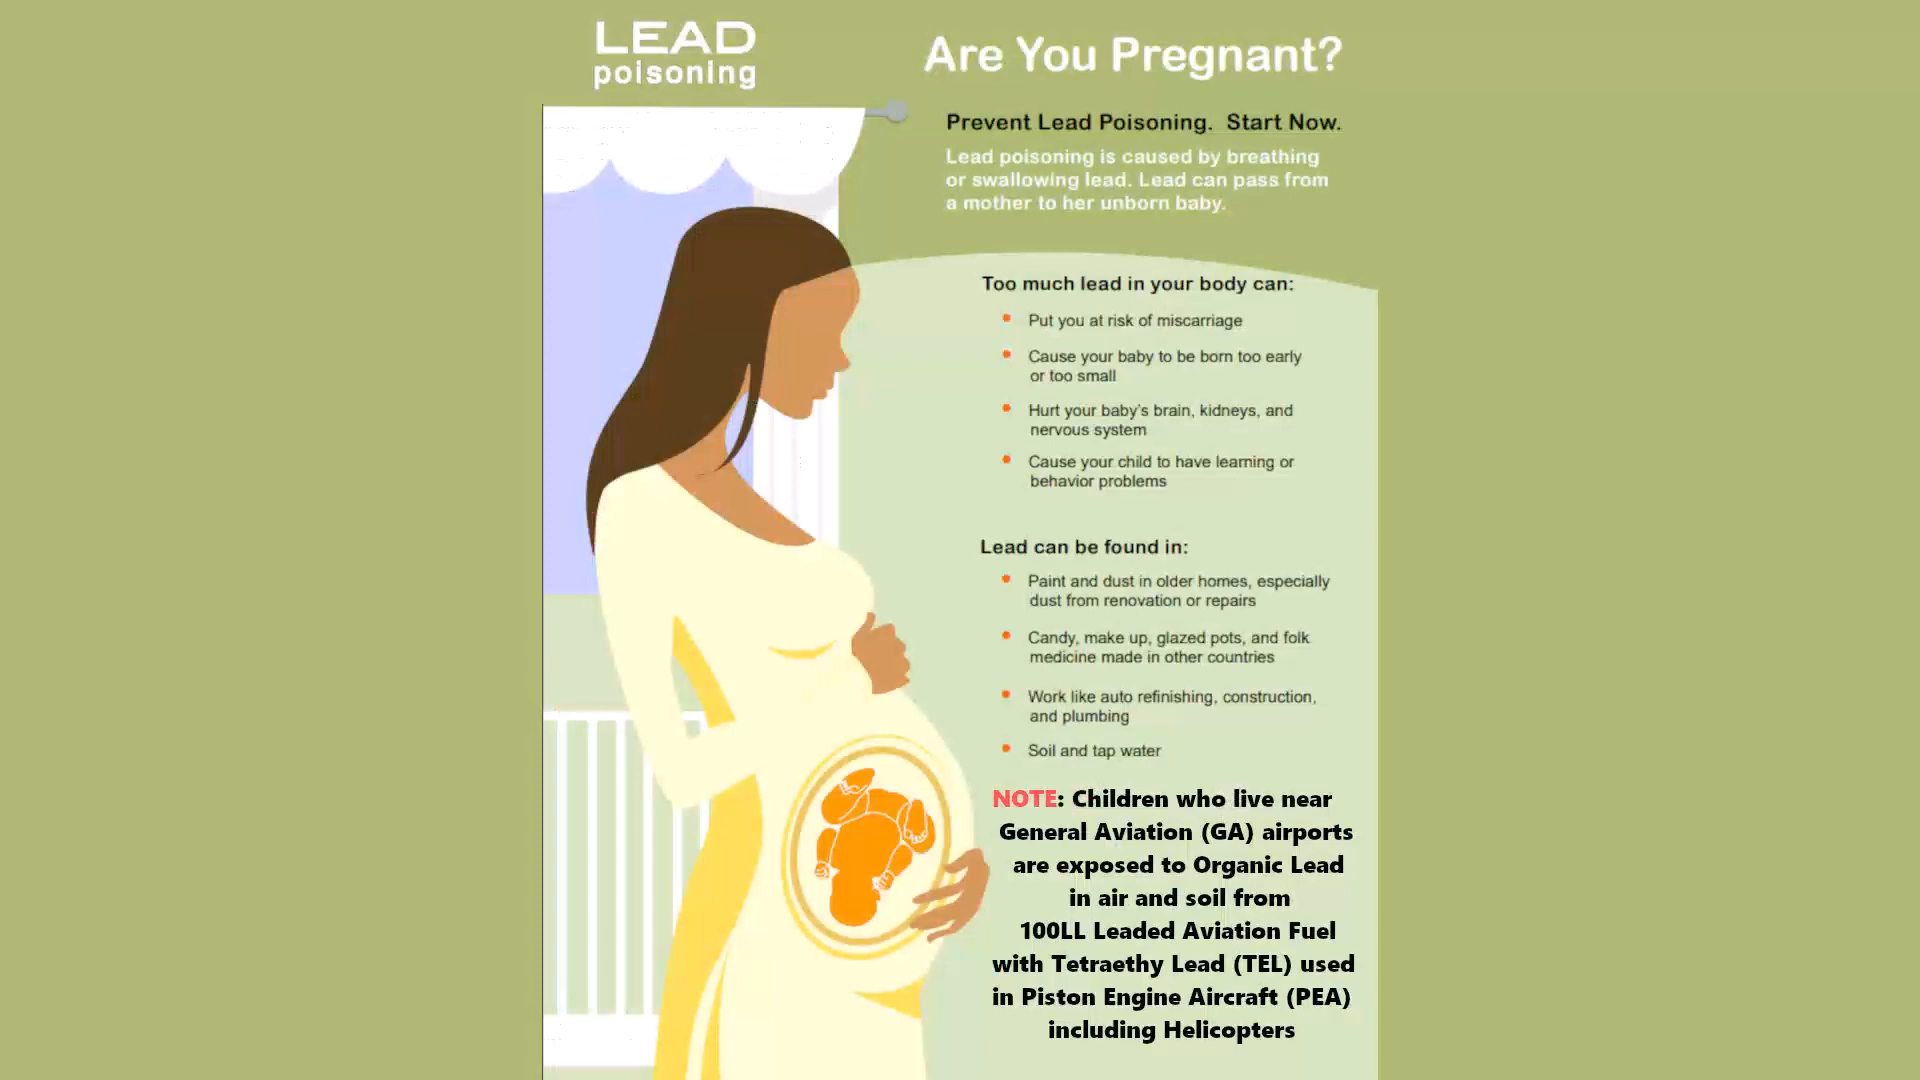 LEAD
poisoning
Are You Pregnant?
Prevent Lead Poisoning. Start Now.
Lead poisoning is caused by breathing
or swallowing lead. Lead can pass from
a mother to her unborn baby.
Too much lead in your body can:
• Put you at risk of miscarriage
• Cause your baby to be born too early
or too small
• Hurt your baby's brain, kidneys, and
nervous system
• Cause your child to have learning or
behavior problems
Lead can be found in:
• Paint and dust in older homes, especially
dust from renovation or repairs
• Candy, make up, glazed pots, and folk
medicine made in other countries
• Work like auto refinishing, construction,
and plumbing
• Soil and tap water
NOTE: Children who live near
General Aviation (GA) airports
are exposed to Organic Lead
in air and soil from
100LL Leaded Aviation Fuel
with Tetraethy Lead (TEL) used
in Piston Engine Aircraft (PEA)
including Helicopters